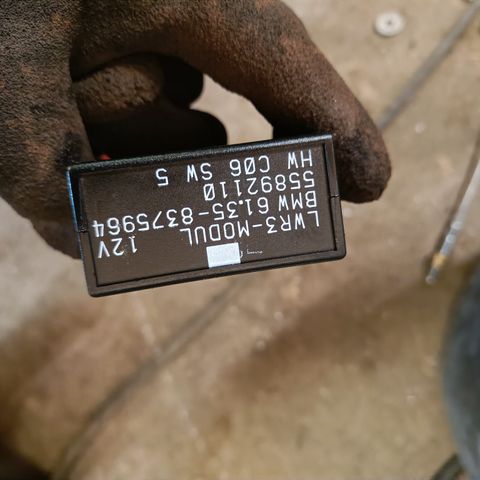 LWR3-MODUL 12V
BMW 61.35-8375964
55892110
HW C06 SW 5